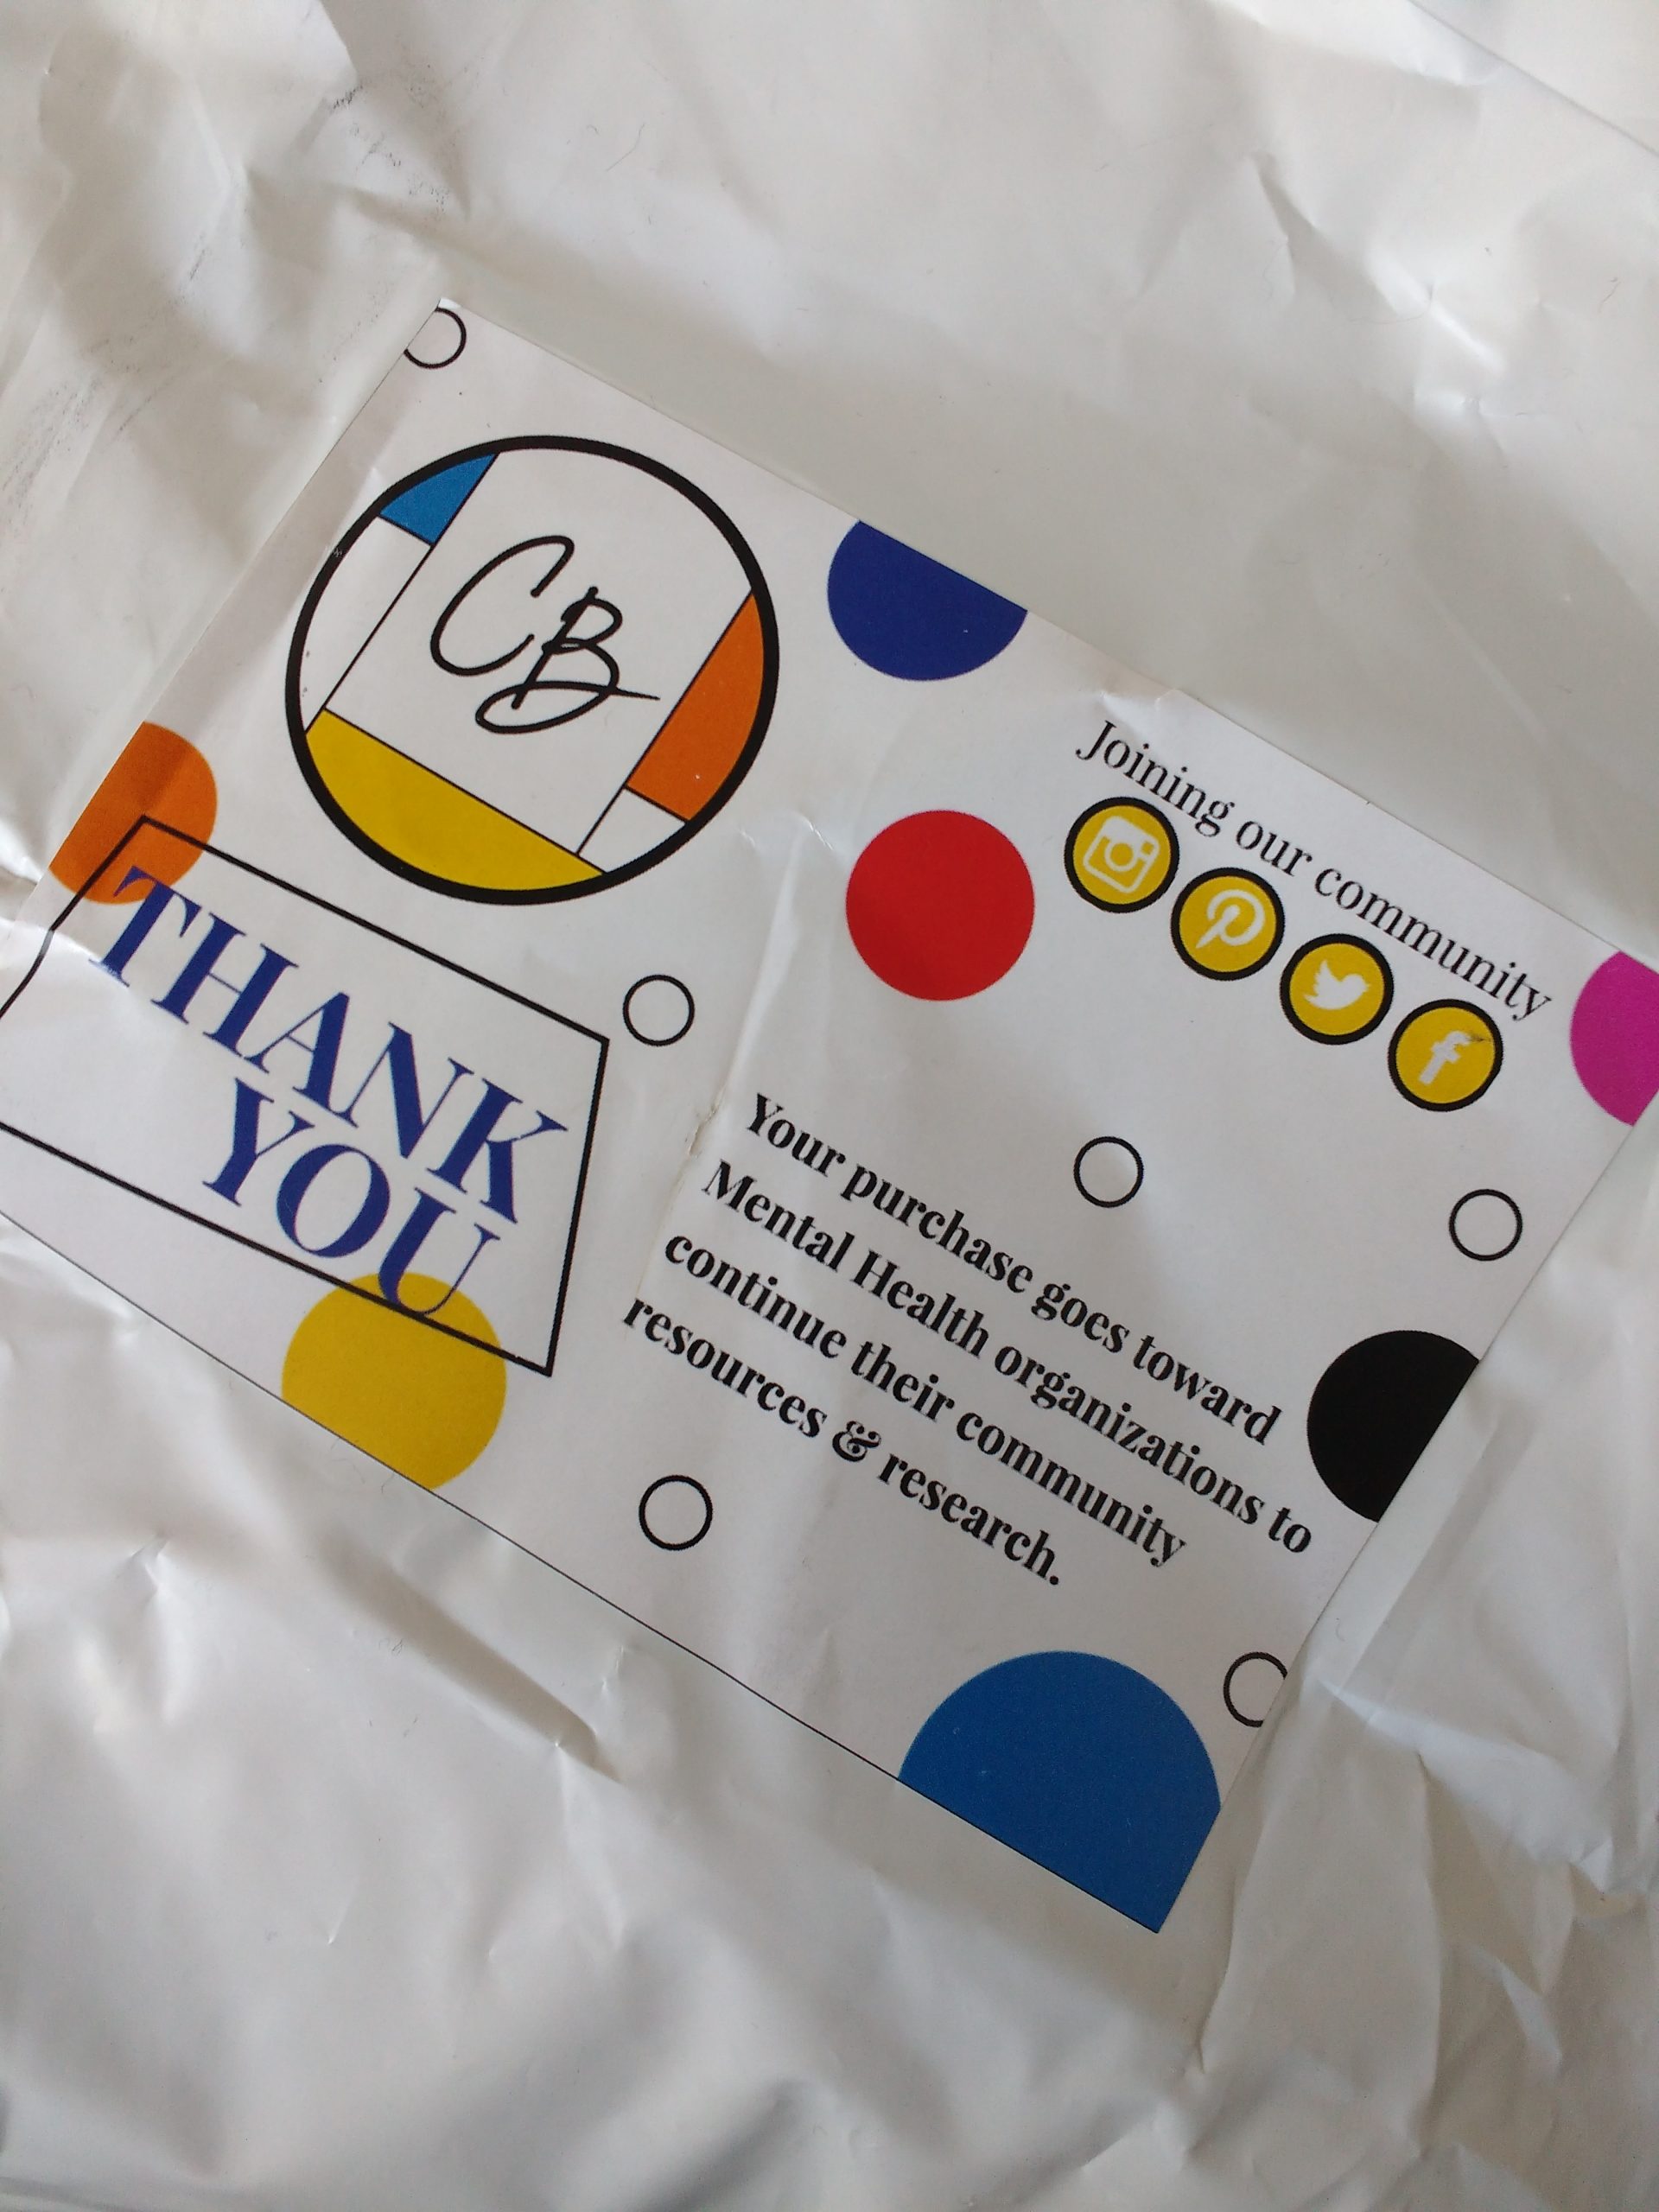 CB
THANK
YOU
Joining our community
Your purchase goes toward
Mental Health organizations to
continue their community
resources & research.